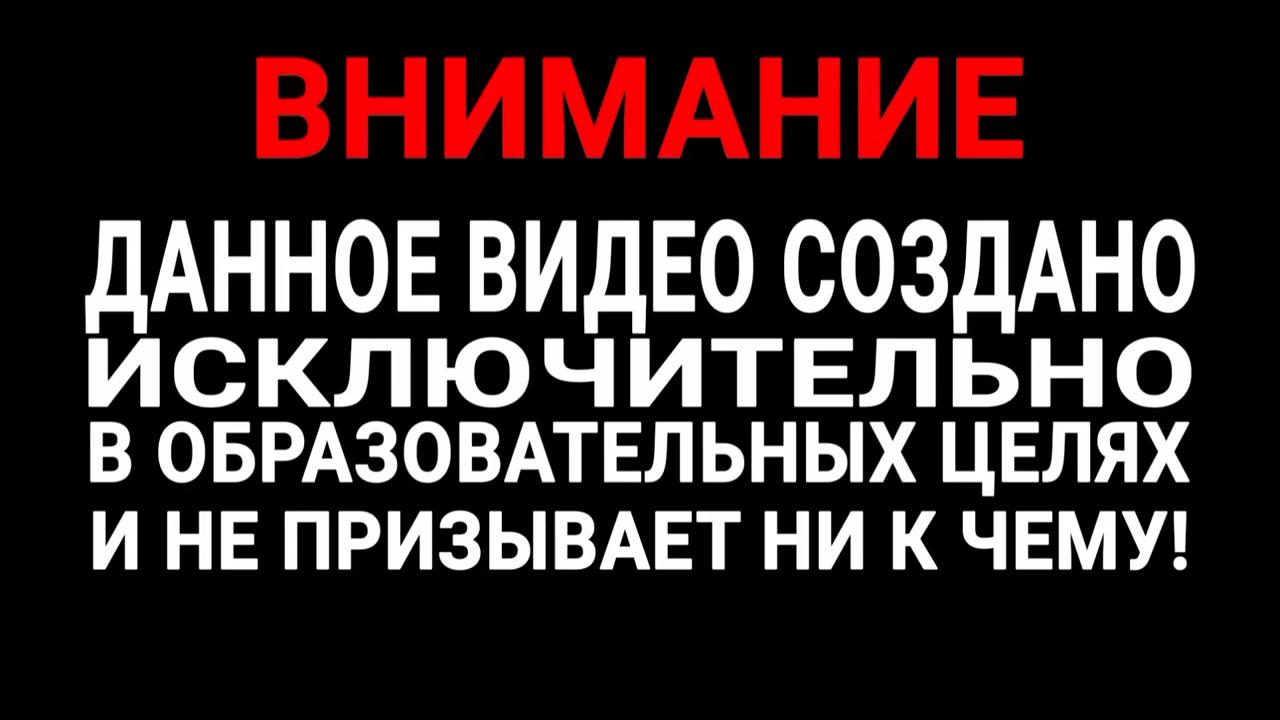 ВНИМАНИЕ
ДАННОЕ ВИДЕО СОЗДАНО
ИСКЛЮЧИТЕЛЬНО
В ОБРАЗОВАТЕЛЬНЫХ ЦЕЛЯХ
И НЕ ПРИЗЫВАЕТ НИ К ЧЕМУ!